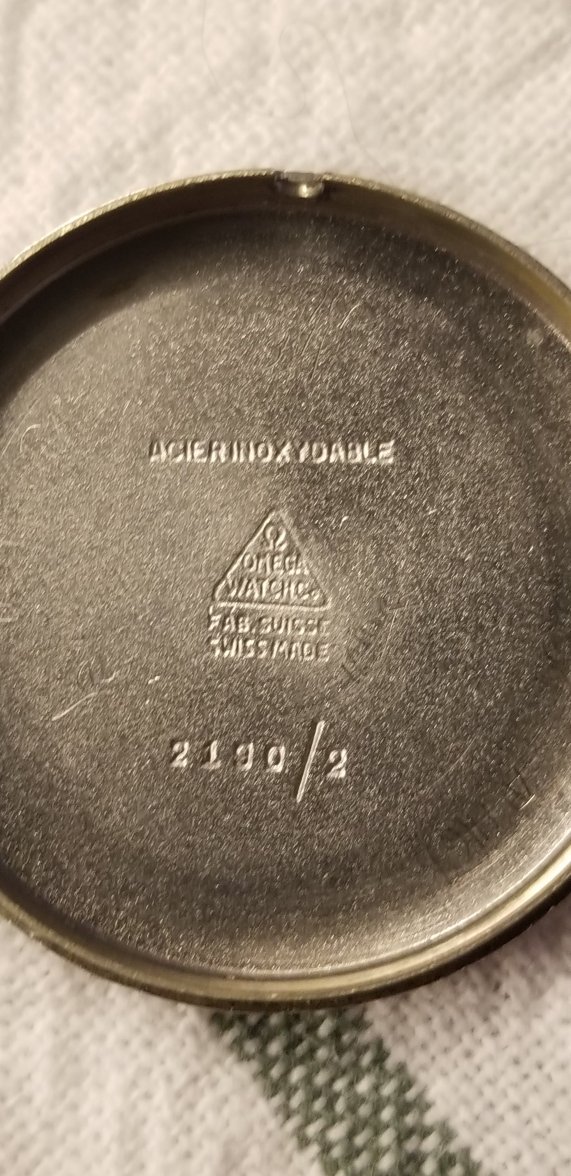 ACIER INOXYDABLE
Ω
OMEGA
WATCH Co
FAB. SUISSE
SWISS MADE
2190/2